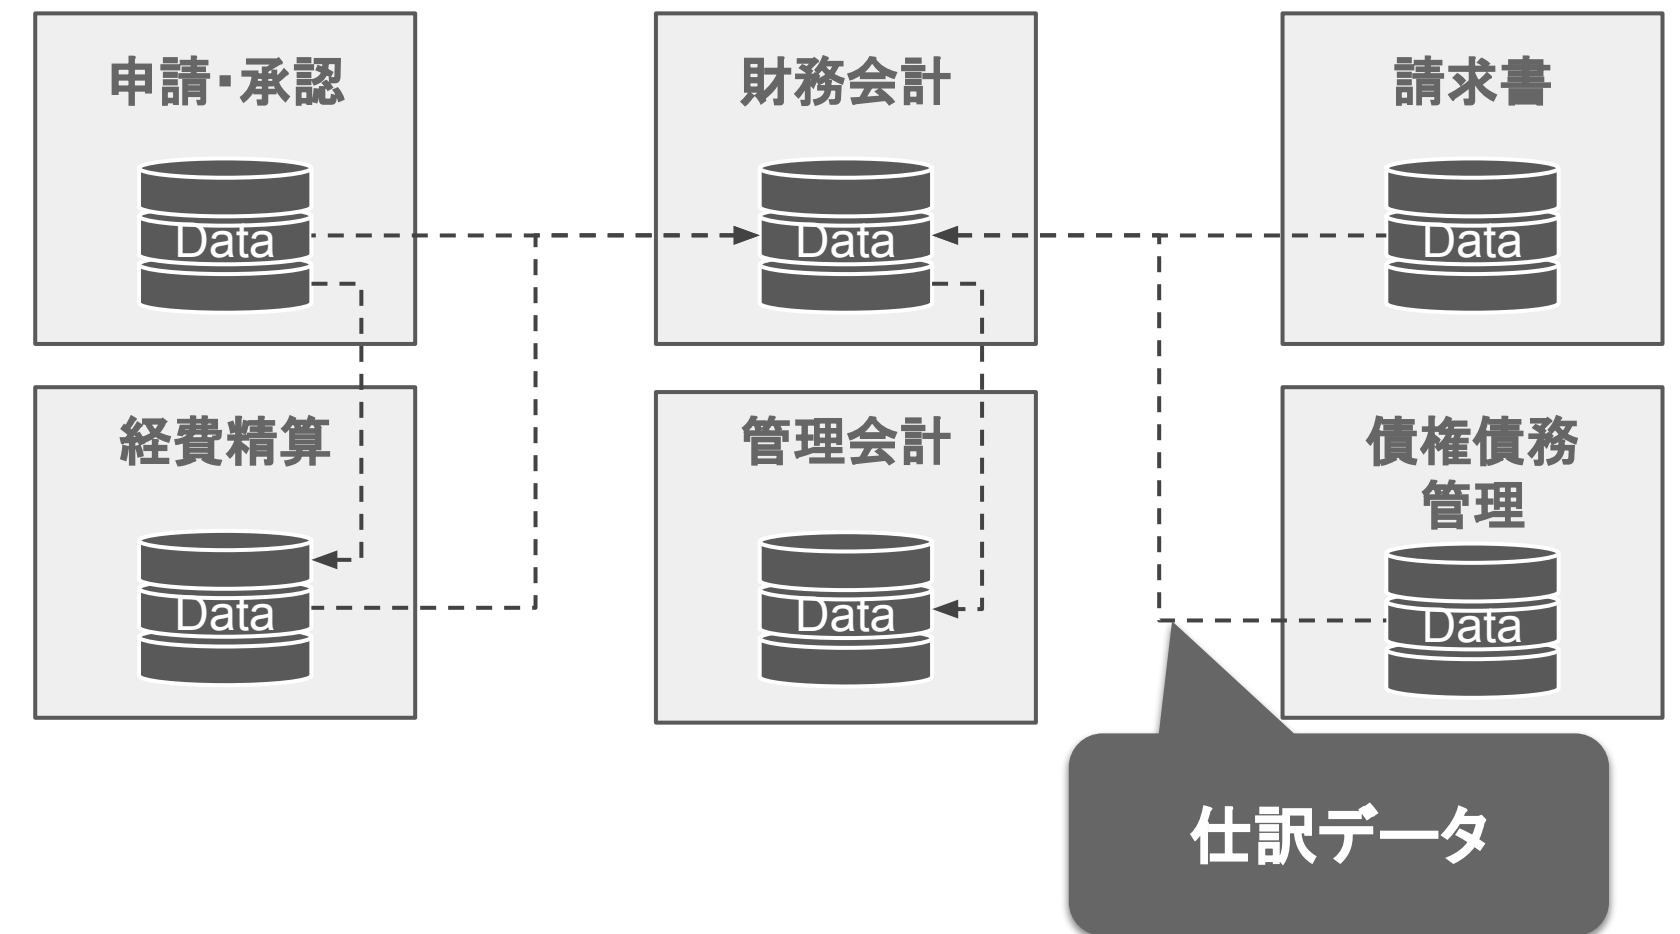 申請・承認
Data
財務会計
Data
請求書
Data
経費精算
Data
管理会計
Data
債権債務
管理
Data
仕訳データ